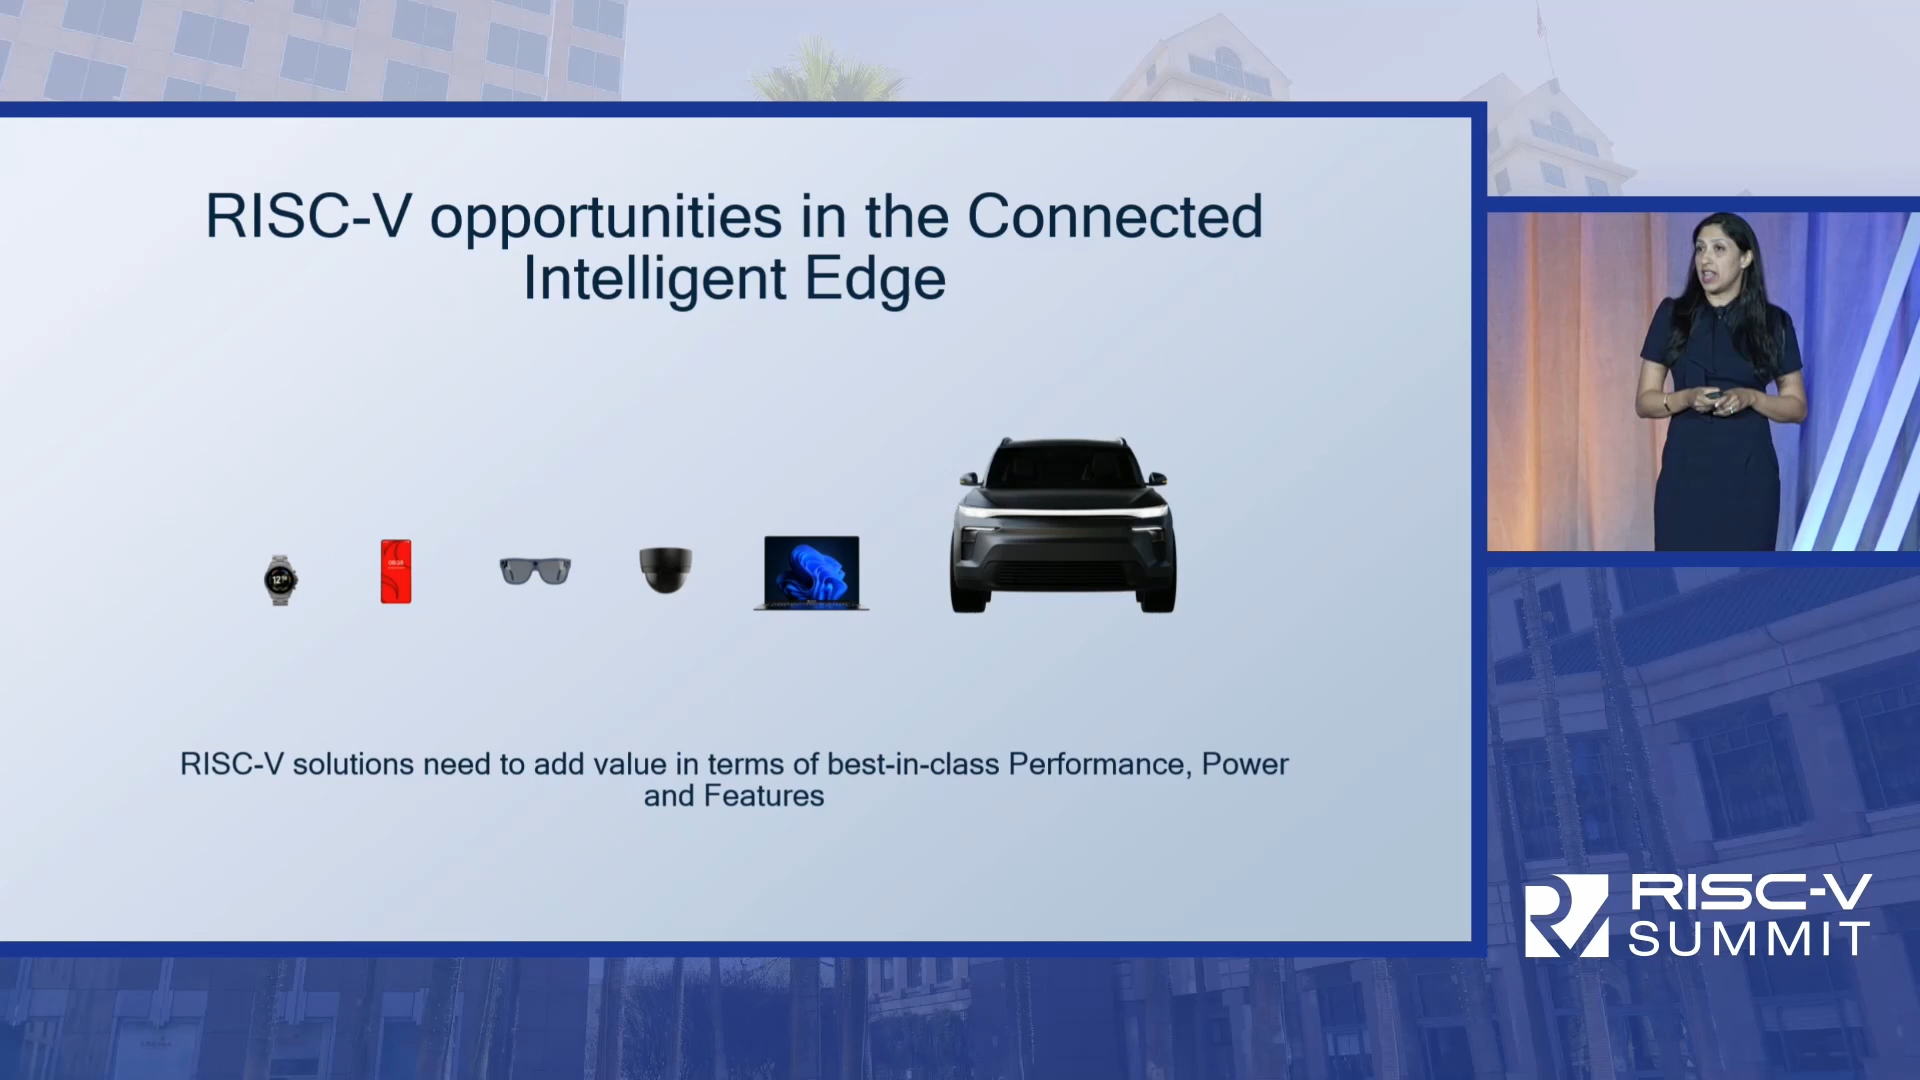 RISC-V opportunities in the Connected
Intelligent Edge
RISC-V solutions need to add value in terms of best-in-class Performance, Power
and Features
RISC-V
SUMMIT